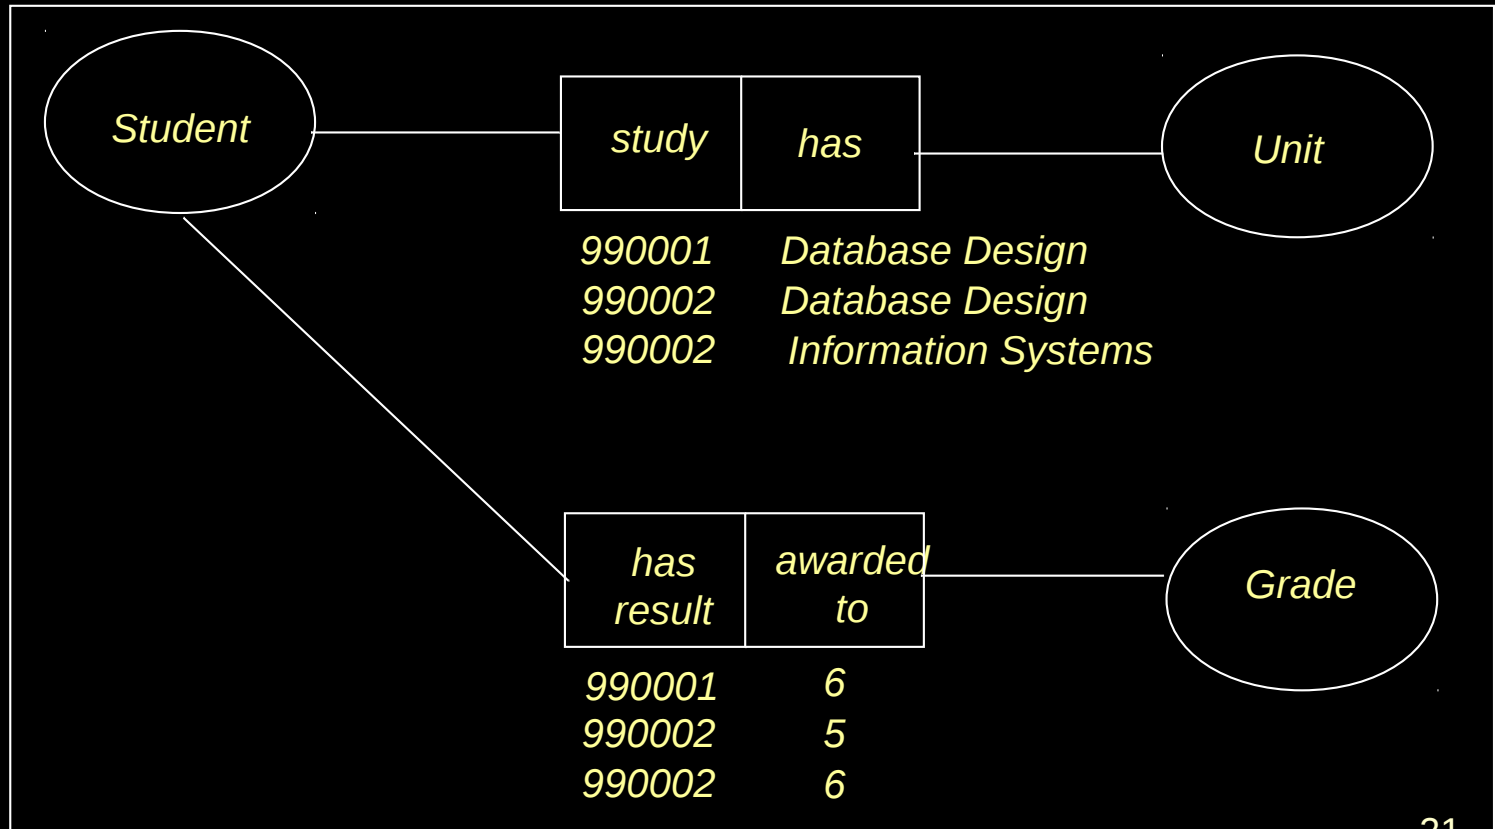 Student
study has
Unit
990001 Database Design
990002 Database Design
990002 Information Systems
has result
awarded to
Grade
990001 6
990002 5
990002 6